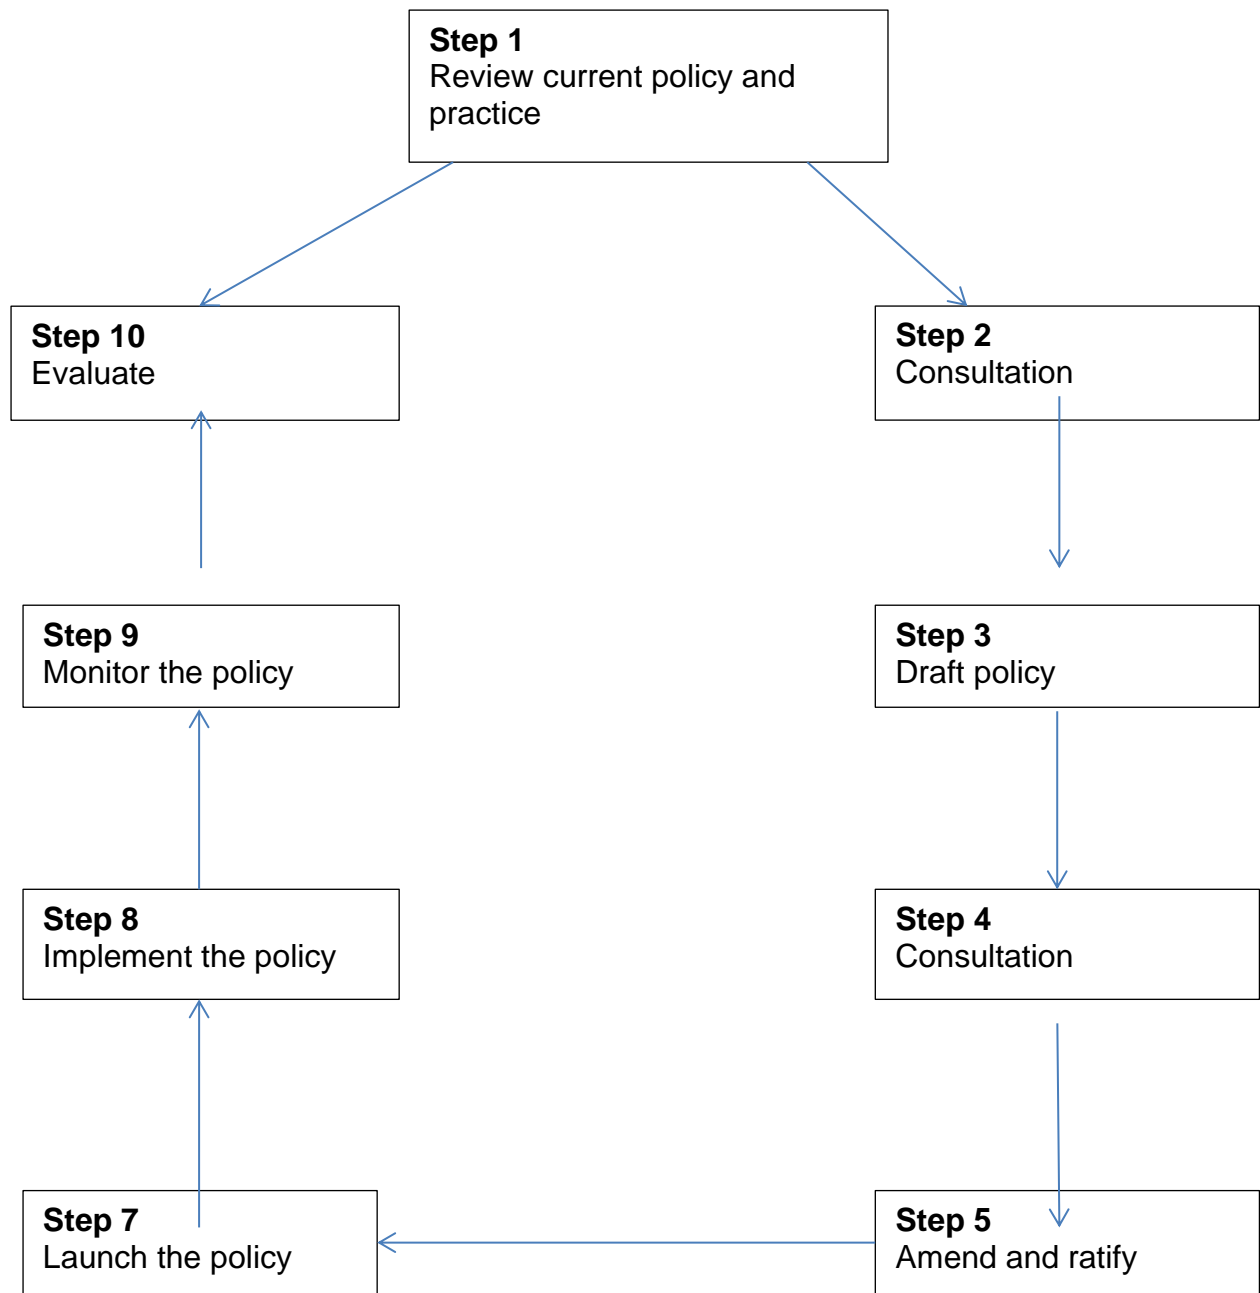 Step 1
Review current policy and
practice
Step 10
Evaluate
Step 2
Consultation
Step 9
Monitor the policy
Step 3
Draft policy
Step 8
Implement the policy
Step 4
Consultation
Step 7
Launch the policy
Step 5
Amend and ratify